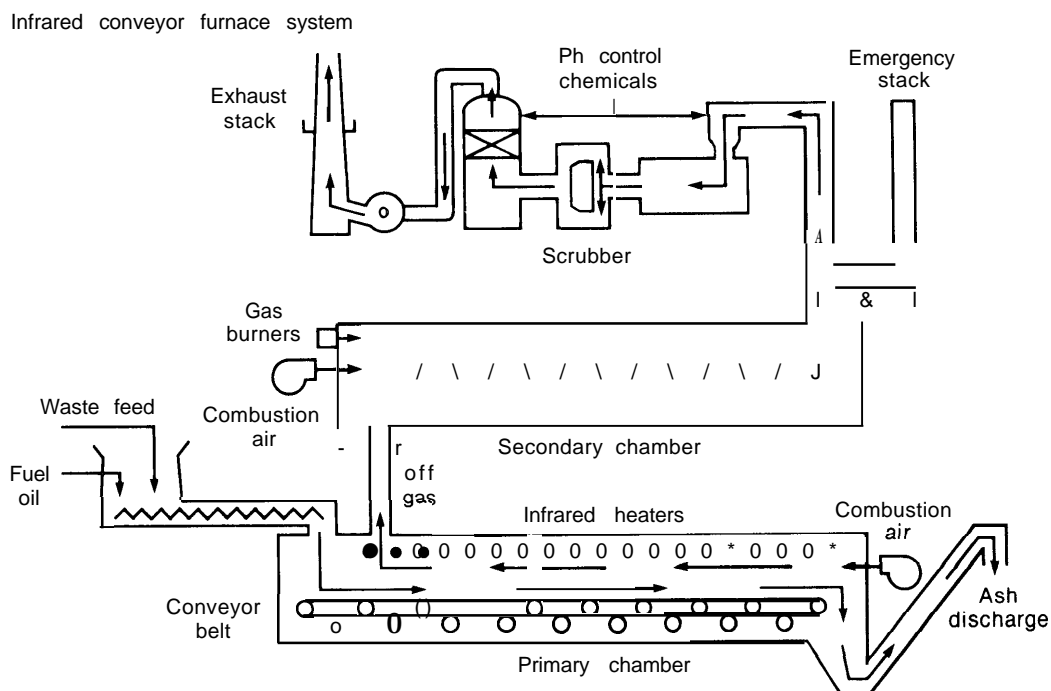 Infrared conveyor furnace system
Ph control
chemicals
Emergency
stack
Exhaust
stack
Scrubber
Gas
burners
Combustion
air
Waste feed
Secondary chamber
Fuel
oil
off
gas
Infrared heaters
Combustion
air
Conveyor
belt
Ash
discharge
Primary chamber